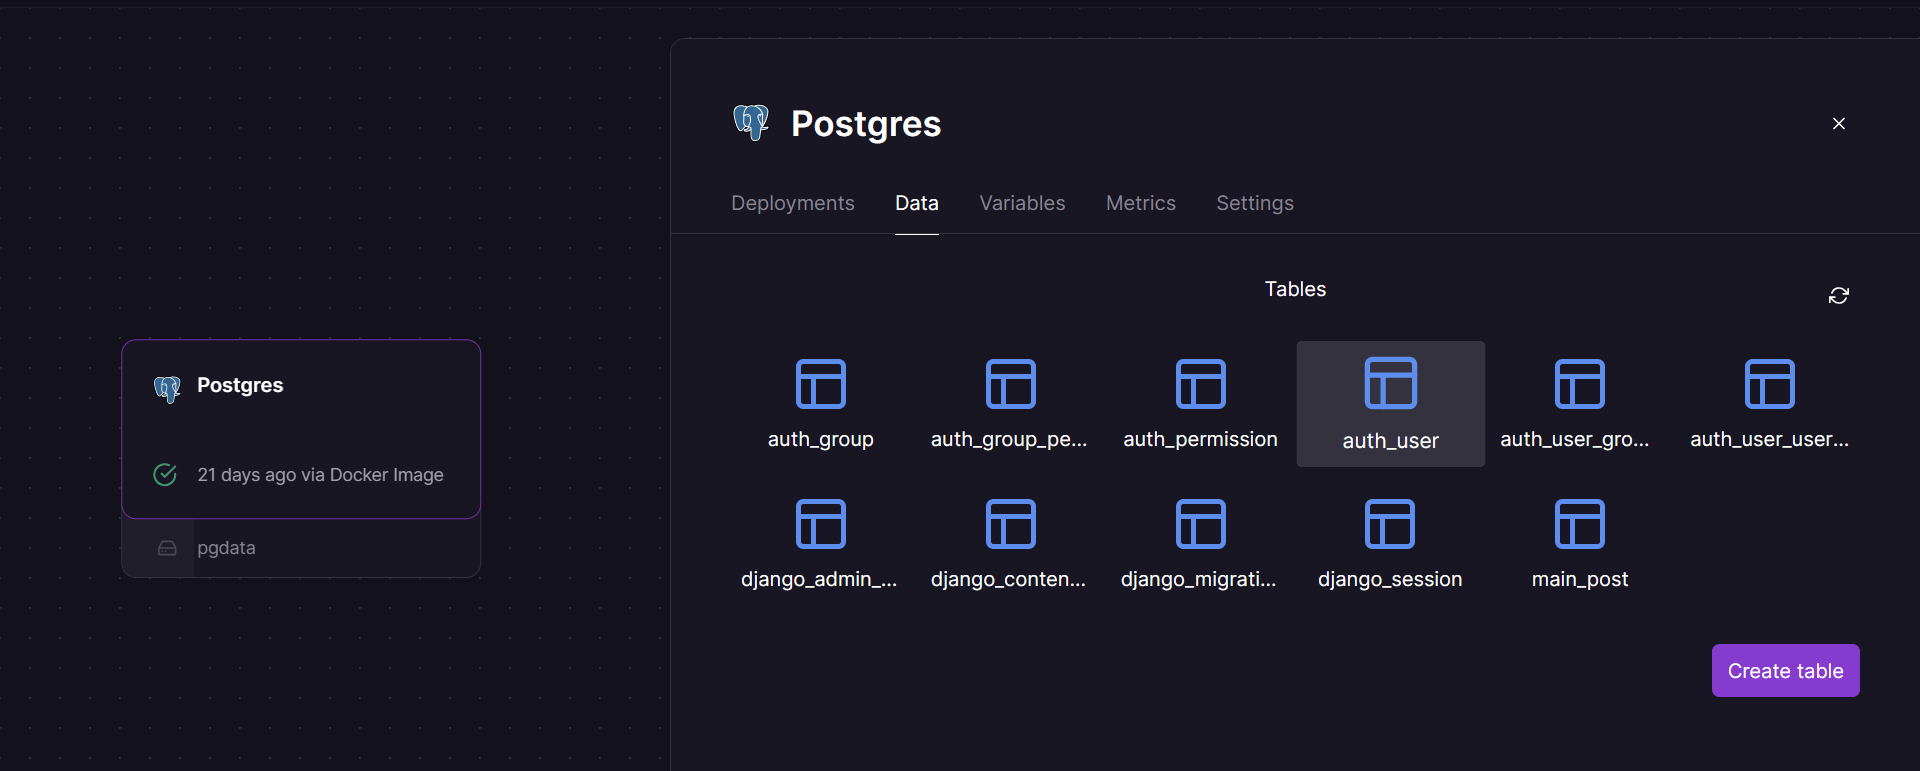 Postgres
21 days ago via Docker Image
pgdata
Postgres
Deployments Data Variables Metrics Settings
Tables
auth_group auth_group_pe... auth_permission auth_user auth_user_gro... auth_user_user...
django_admin_... django_conten... django_migrati... django_session main_post
Create table